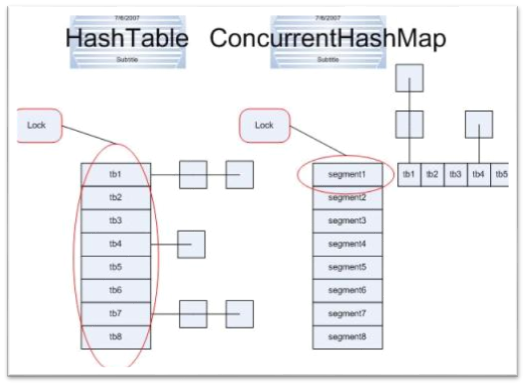 7/6/2007
HashTable
Subtitle
7/6/2007
ConcurrentHashMap
Subtitle
Lock
tb1
tb2
tb3
tb4
tb5
tb6
tb7
tb8
Lock
segment1
segment2
segment3
segment4
segment5
segment6
segment7
segment8
tb1 tb2 tb3 tb4 tb5